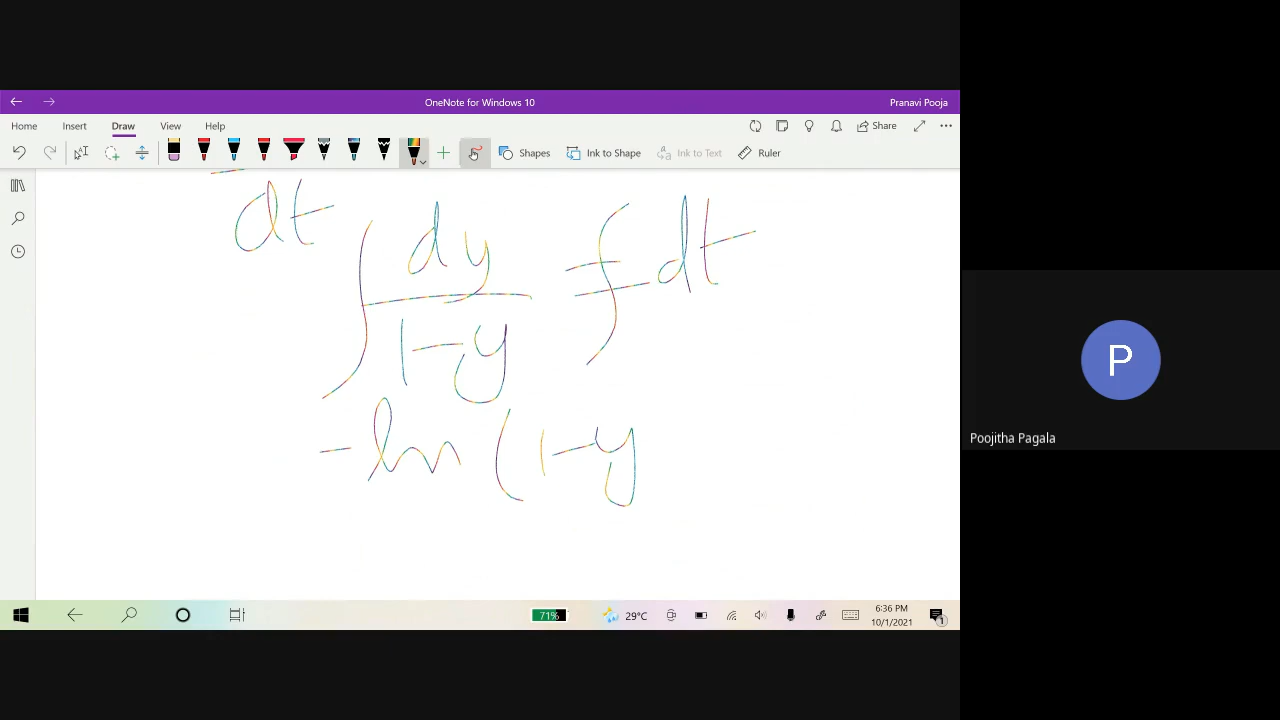 OneNote for Windows 10
Pranavi Pooja
Home Insert Draw View Help
Share
Shapes Ink to Shape Ink to Text Ruler
dt
∫ dy / 1-y = ∫ dt
-ln (1-y
P
Poojitha Pagala
71% 29°C 6:36 PM
10/1/2021
1